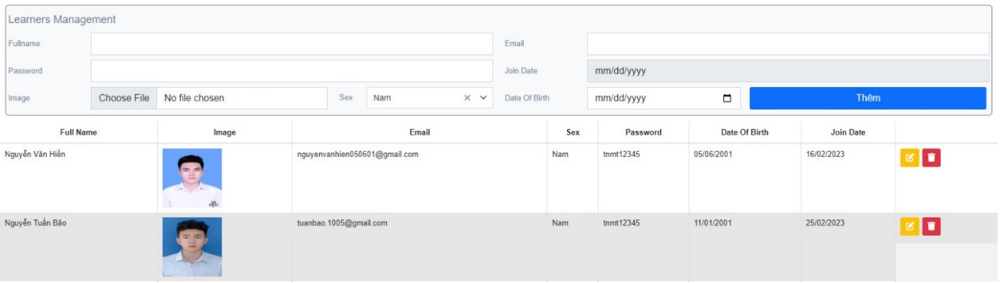 Learners Management
Fullname Email
Password Join Date mm/dd/yyyy
Image Choose File No file chosen Sex Nam Date Of Birth mm/dd/yyyy Thêm
Full Name Image Email Sex Password Date Of Birth Join Date
Nguyễn Văn Hiền nguyenvanhien050601@gmail.com Nam tnmt12345 05/06/2001 16/02/2023
Nguyễn Tuấn Bảo tuanbao.1005@gmail.com Nam tnmt12345 11/01/2001 25/02/2023